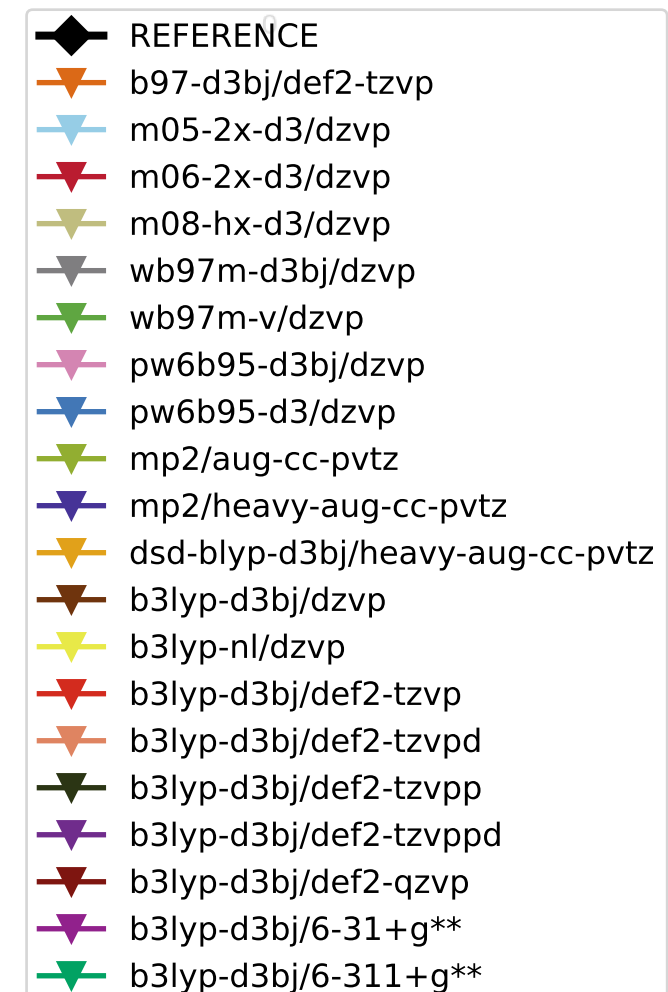 REFERENCE
b97-d3bj/def2-tzvp
m05-2x-d3/dzvp
m06-2x-d3/dzvp
m08-hx-d3/dzvp
wb97m-d3bj/dzvp
wb97m-v/dzvp
pw6b95-d3bj/dzvp
pw6b95-d3/dzvp
mp2/aug-cc-pvtz
mp2/heavy-aug-cc-pvtz
dsd-blyp-d3bj/heavy-aug-cc-pvtz
b3lyp-d3bj/dzvp
b3lyp-nl/dzvp
b3lyp-d3bj/def2-tzvp
b3lyp-d3bj/def2-tzvpd
b3lyp-d3bj/def2-tzvpp
b3lyp-d3bj/def2-tzvppd
b3lyp-d3bj/def2-qzvp
b3lyp-d3bj/6-31+g**
b3lyp-d3bj/6-311+g**